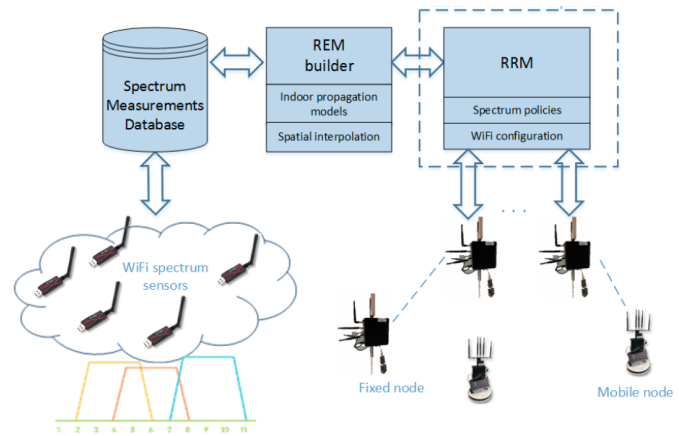 REM
builder
RRM
Spectrum
Measurements
Database
Indoor propagation
models
Spatial interpolation
Spectrum policies
WiFi configuration
. . .
WiFi spectrum
sensors
Fixed node
Mobile node
1 2 3 4 5 6 7 8 9 10 11